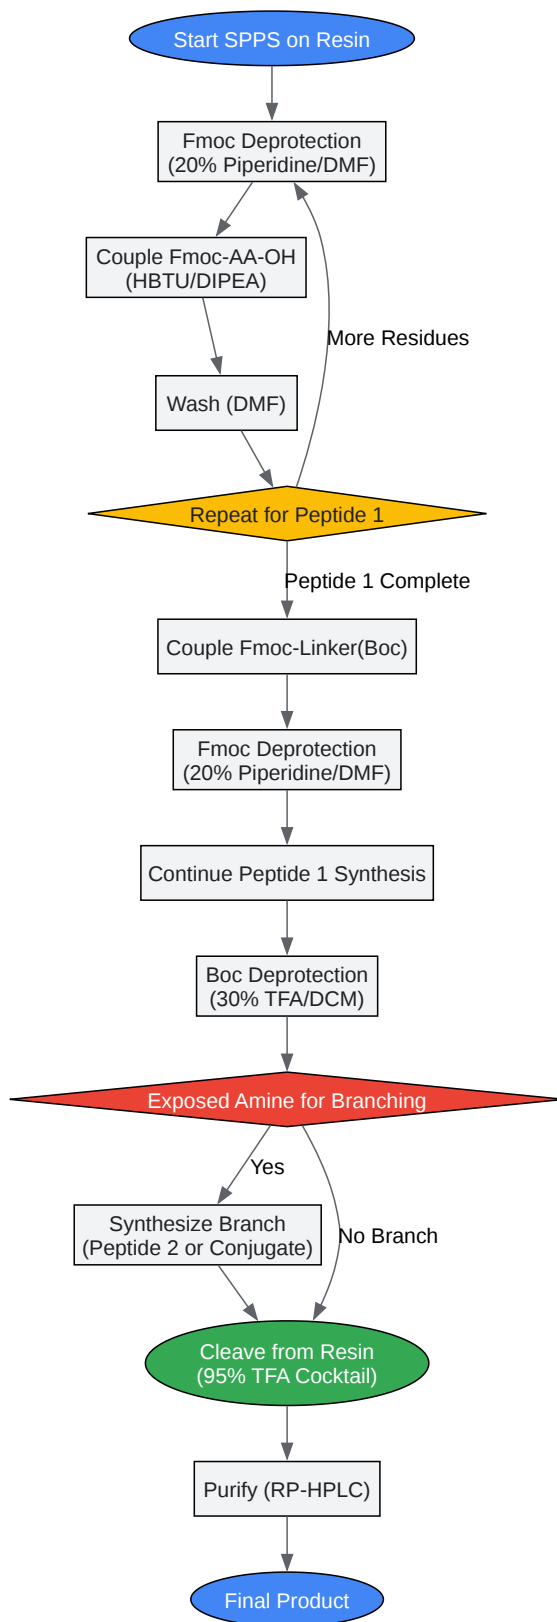 Start SPPS on Resin
Fmoc Deprotection
(20% Piperidine/DMF)
Couple Fmoc-AA-OH
(HBTU/DIPEA)
More Residues
Wash (DMF)
Repeat for Peptide 1
Peptide 1 Complete
Couple Fmoc-Linker(Boc)
Fmoc Deprotection
(20% Piperidine/DMF)
Continue Peptide 1 Synthesis
Boc Deprotection
(30% TFA/DCM)
Exposed Amine for Branching
Yes
Synthesize Branch
(Peptide 2 or Conjugate)
No Branch
Cleave from Resin
(95% TFA Cocktail)
Purify (RP-HPLC)
Final Product